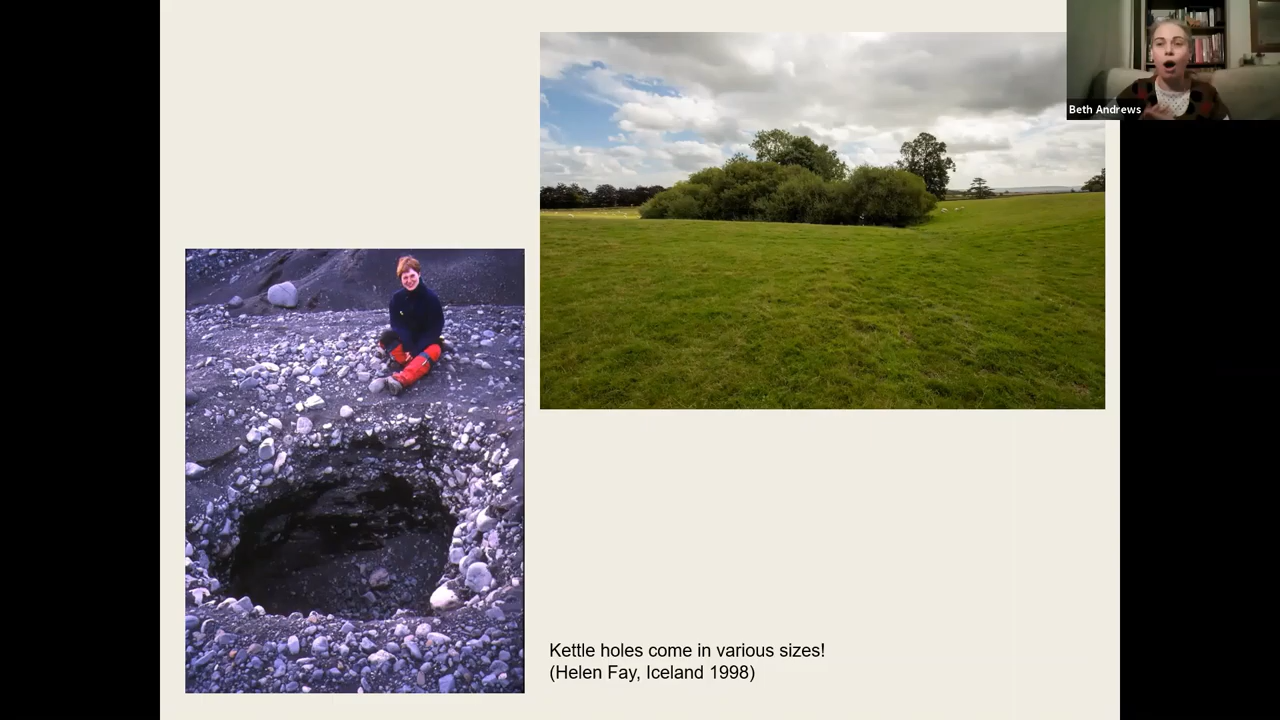 Beth Andrews
Kettle holes come in various sizes!
(Helen Fay, Iceland 1998)